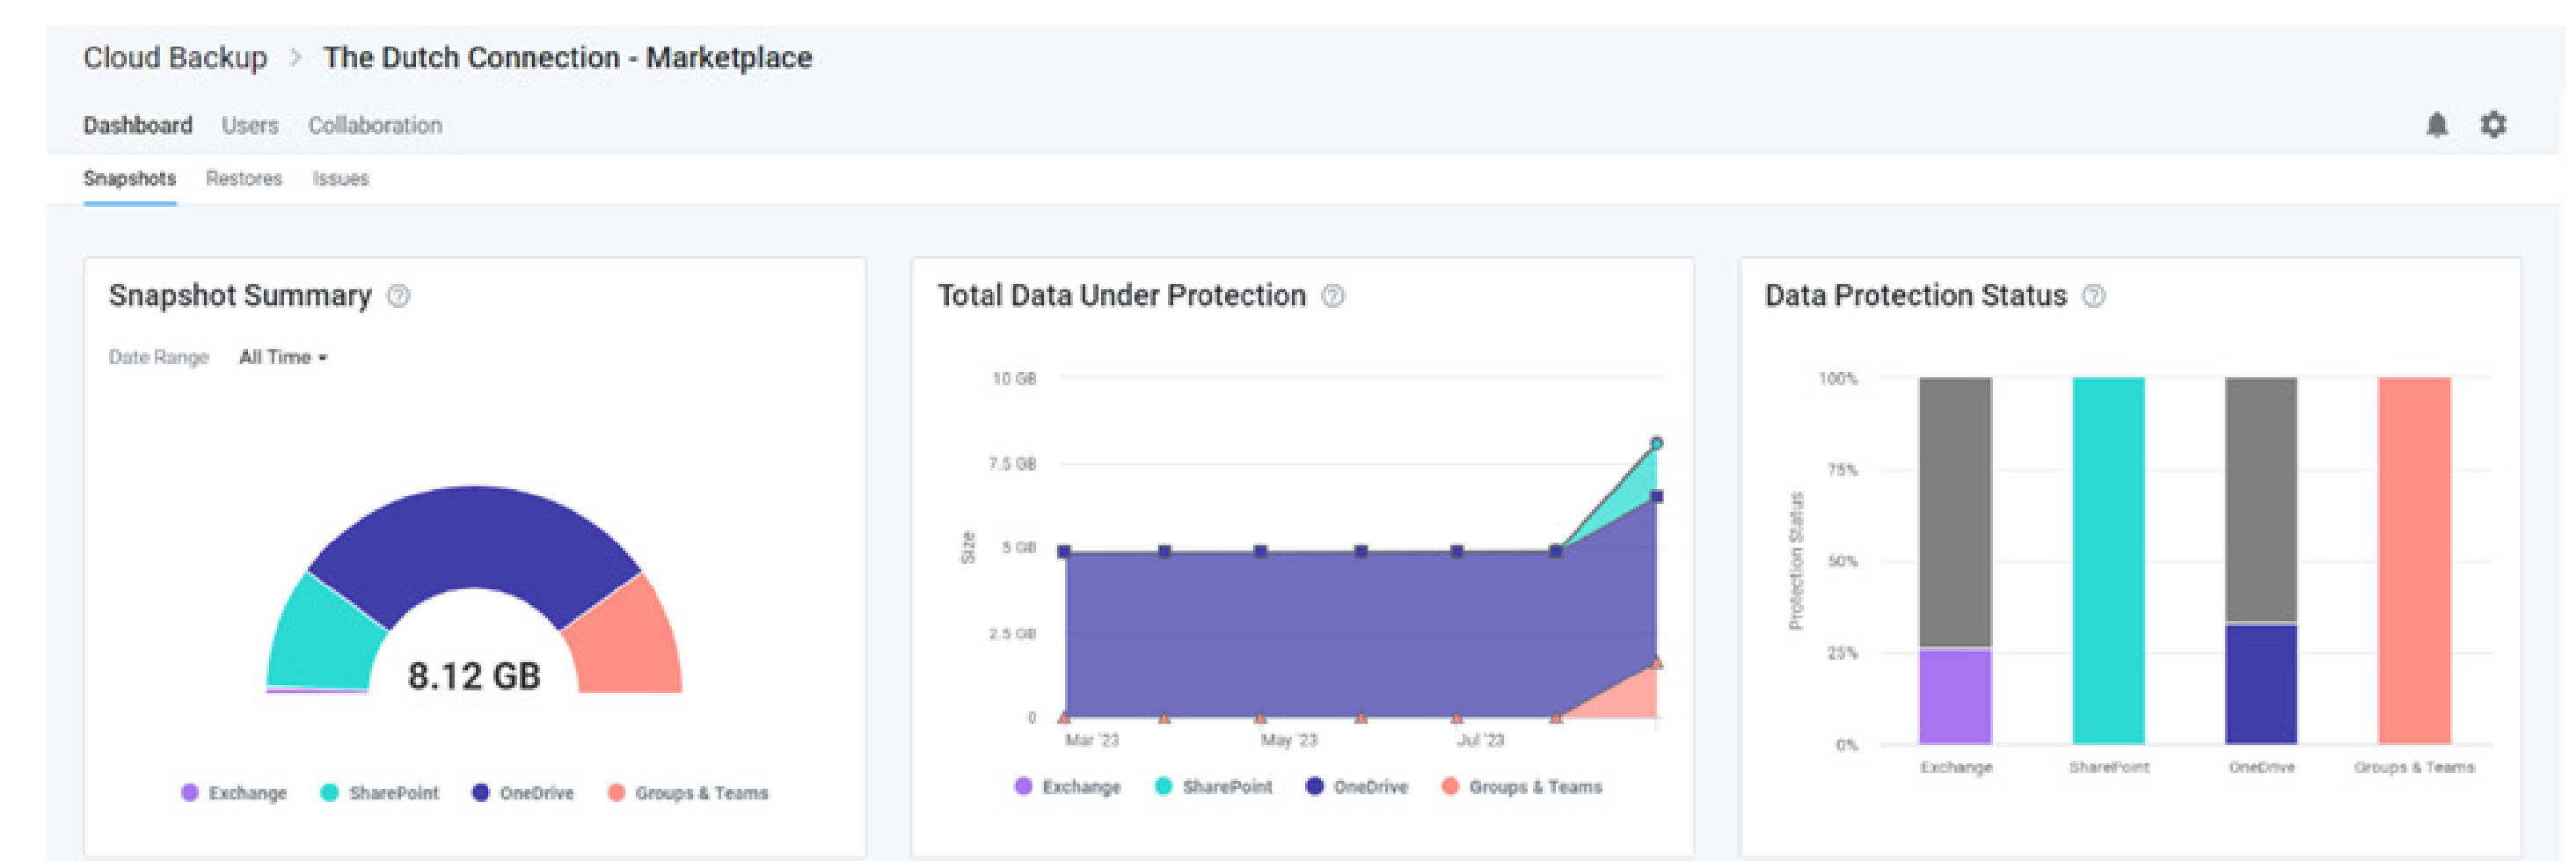 Cloud Backup > The Dutch Connection - Marketplace
Dashboard Users Collaboration
Snapshots Restores Issues
Snapshot Summary ?
Date Range All Time
8.12 GB
Exchange SharePoint OneDrive Groups & Teams
Total Data Under Protection ?
10 GB
7.5 GB
5 GB
2.5 GB
0
Size
Mar '23 May '23 Jul '23
Exchange SharePoint OneDrive Groups & Teams
Data Protection Status ?
100%
75%
50%
25%
0%
Protection Status
Exchange SharePoint OneDrive Groups & Teams